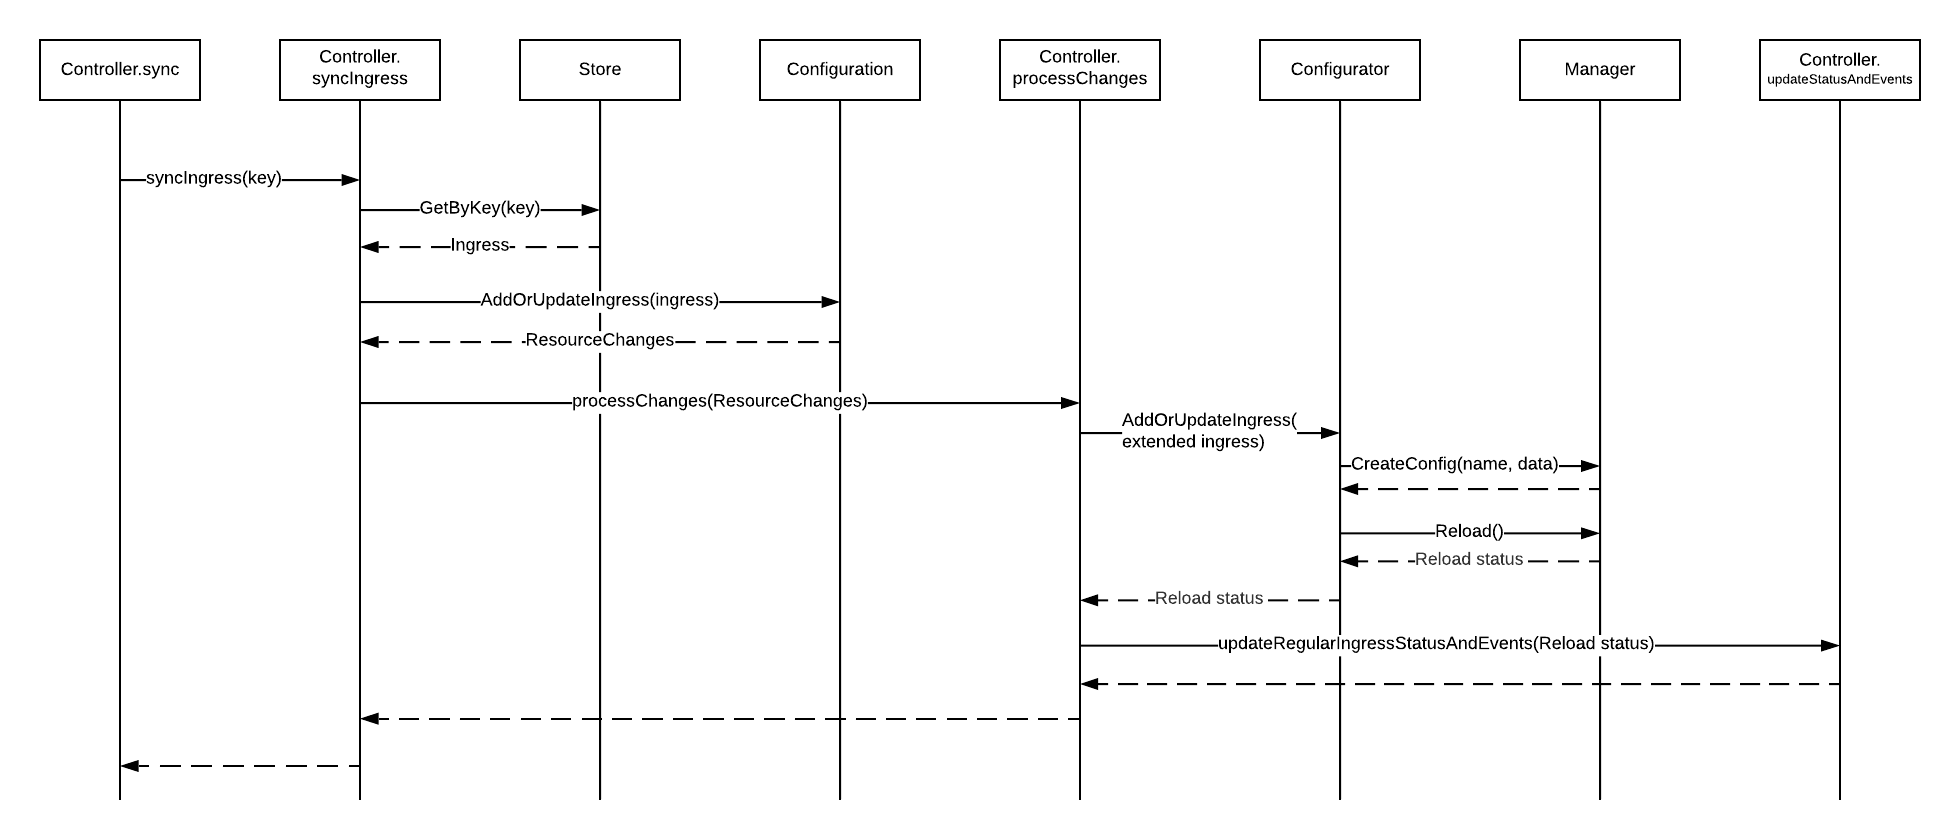 Controller.sync
Controller.
syncIngress
Store
Configuration
Controller.
processChanges
Configurator
Manager
Controller.
updateStatusAndEvents
syncIngress(key)
GetByKey(key)
Ingress
AddOrUpdateIngress(ingress)
ResourceChanges
processChanges(ResourceChanges)
AddOrUpdateIngress(
extended ingress)
CreateConfig(name, data)
Reload()
Reload status
Reload status
updateRegularIngressStatusAndEvents(Reload status)